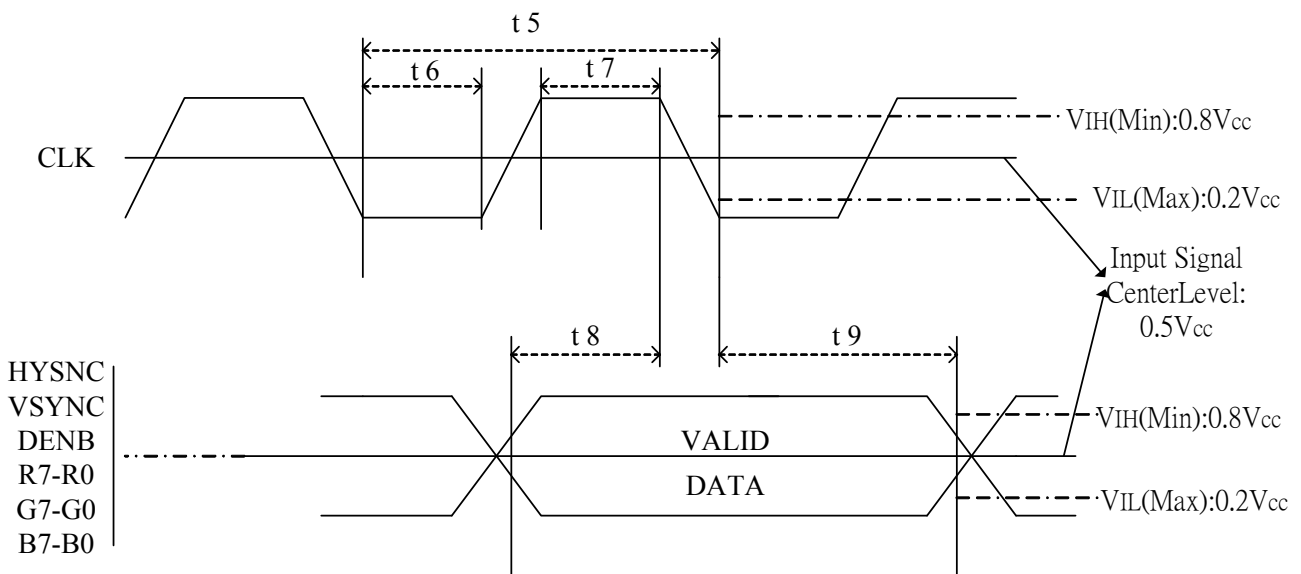 t 5
t 6
t 7
VIH(Min):0.8Vcc
CLK
VIL(Max):0.2Vcc
Input Signal
CenterLevel:
0.5Vcc
t 8
t 9
HYSNC
VSYNC
DENB
R7-R0
G7-G0
B7-B0
VALID
DATA
VIH(Min):0.8Vcc
VIL(Max):0.2Vcc